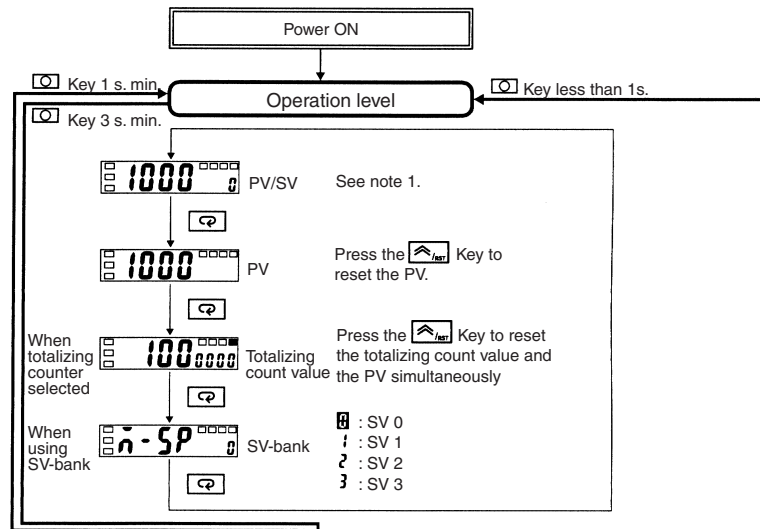 Power ON
Key 1 s. min.
Operation level
Key less than 1s.
Key 3 s. min.
1000 0
PV/SV
See note 1.
1000
PV
Press the /RST Key to
reset the PV.
When
totalizing
counter
selected
100 0000
Totalizing
count value
Press the /RST Key to reset
the totalizing count value and
the PV simultaneously
When
using
SV-bank
- SP 0
SV-bank
0 : SV 0
1 : SV 1
2 : SV 2
3 : SV 3